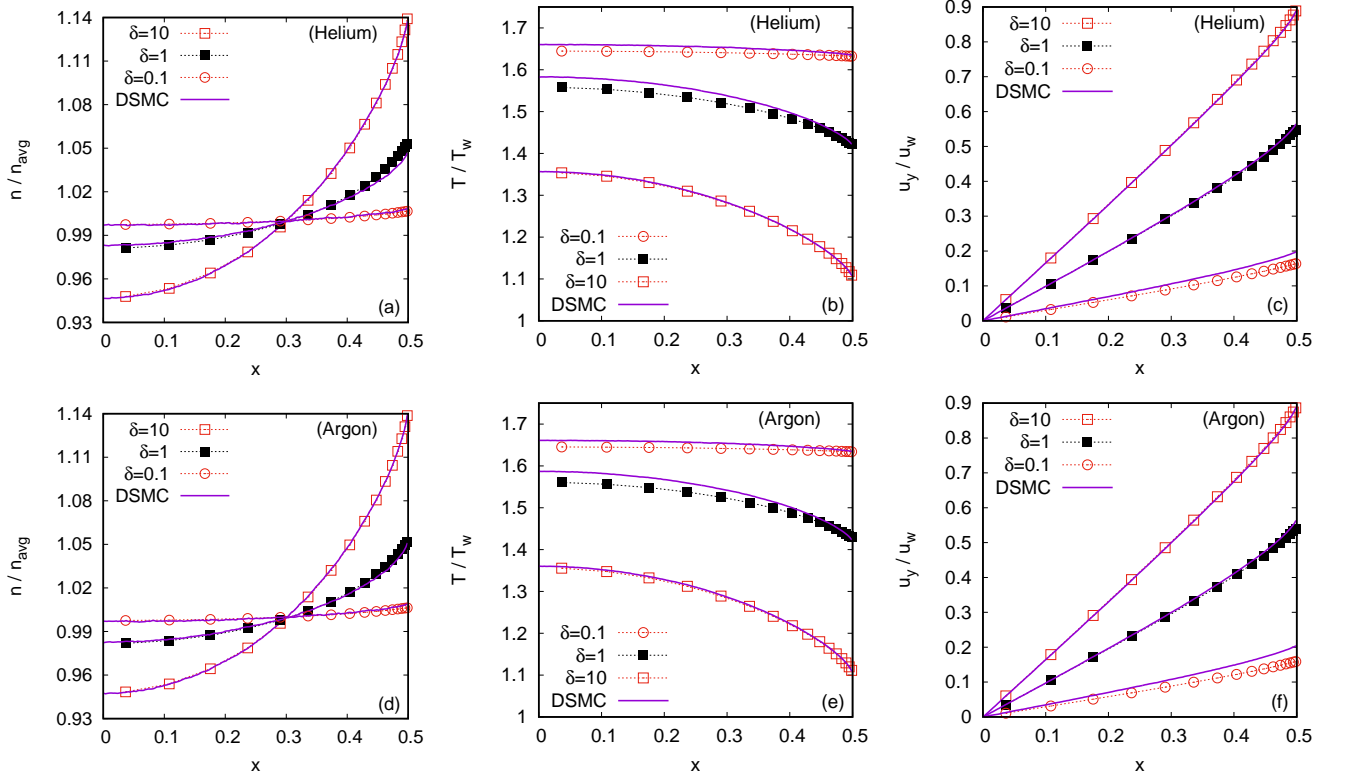 1.14
1.11
1.08
1.05
1.02
0.99
0.96
0.93
n / n_avg
δ=10
δ=1
δ=0.1
DSMC
(Helium)
(a)
0 0.1 0.2 0.3 0.4 0.5
x
1.7
1.6
1.5
1.4
1.3
1.2
1.1
1
T / T_w
(Helium)
δ=0.1
δ=1
δ=10
DSMC
(b)
0 0.1 0.2 0.3 0.4 0.5
x
0.9
0.8
0.7
0.6
0.5
0.4
0.3
0.2
0.1
0
u_y / u_w
δ=10
δ=1
δ=0.1
DSMC
(Helium)
(c)
0 0.1 0.2 0.3 0.4 0.5
x
1.14
1.11
1.08
1.05
1.02
0.99
0.96
0.93
n / n_avg
δ=10
δ=1
δ=0.1
DSMC
(Argon)
(d)
0 0.1 0.2 0.3 0.4 0.5
x
1.7
1.6
1.5
1.4
1.3
1.2
1.1
1
T / T_w
(Argon)
δ=0.1
δ=1
δ=10
DSMC
(e)
0 0.1 0.2 0.3 0.4 0.5
x
0.9
0.8
0.7
0.6
0.5
0.4
0.3
0.2
0.1
0
u_y / u_w
δ=10
δ=1
δ=0.1
DSMC
(Argon)
(f)
0 0.1 0.2 0.3 0.4 0.5
x